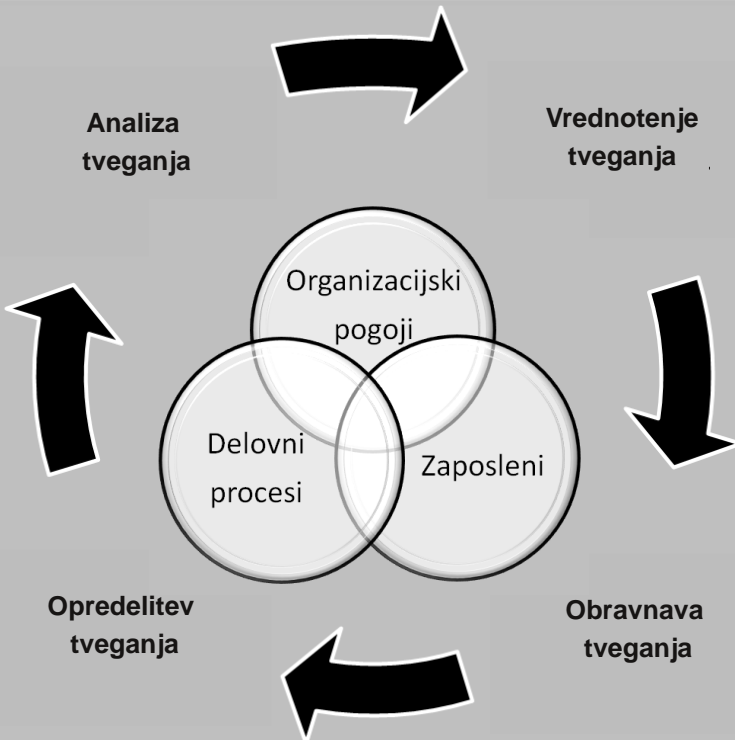 Analiza
tveganja
Vrednotenje
tveganja
Organizacijski
pogoji
Delovni
procesi
Zaposleni
Opredelitev
tveganja
Obravnava
tveganja